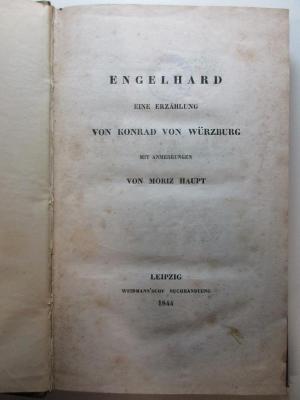 ENGELHARD
EINE ERZÄHLUNG
VON KONRAD VON WÜRZBURG
MIT ANMERKUNGEN
VON MORIZ HAUPT
LEIPZIG
WEIDMANN'SCHE BUCHHANDLUNG
1844